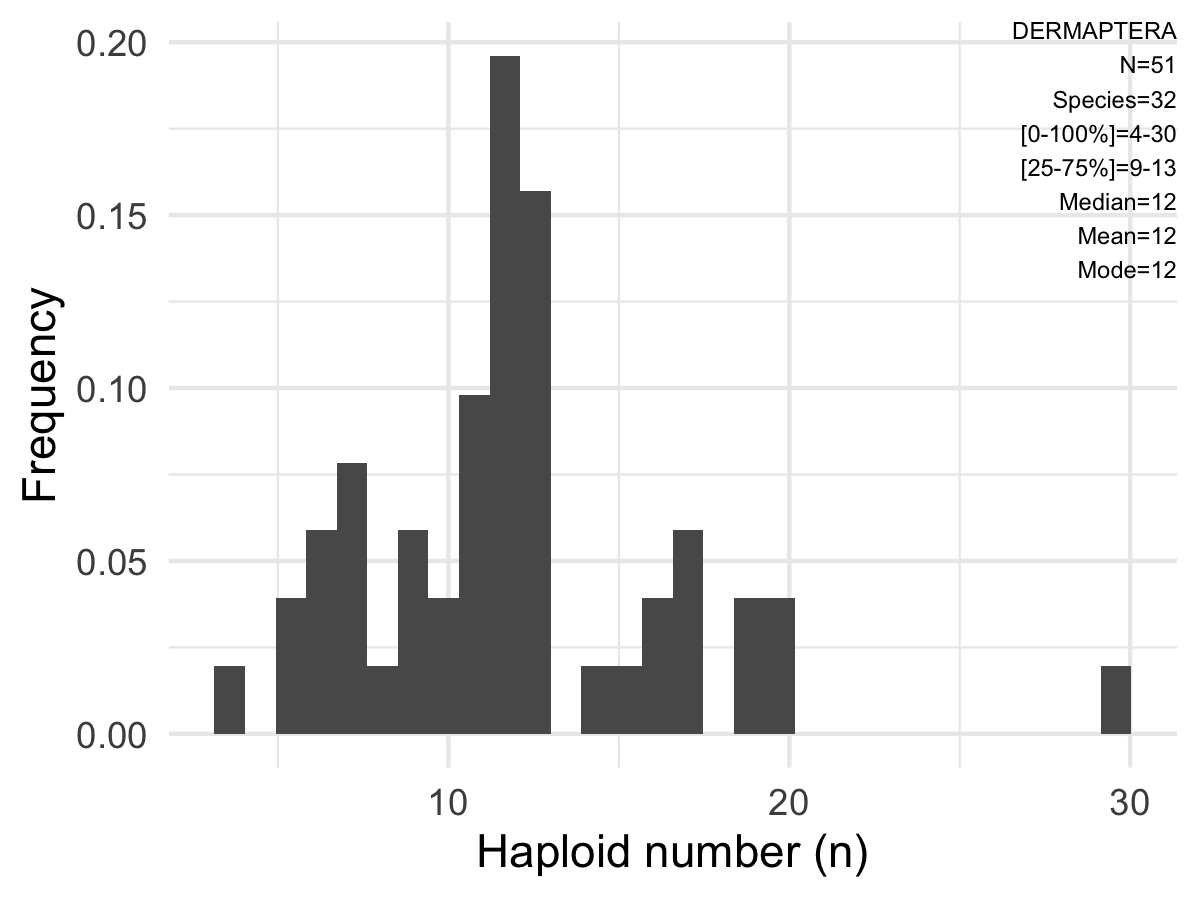 DERMAPTERA
N=51
Species=32
[0-100%]=4-30
[25-75%]=9-13
Median=12
Mean=12
Mode=12
Frequency
0.20
0.15
0.10
0.05
0.00
10 20 30
Haploid number (n)